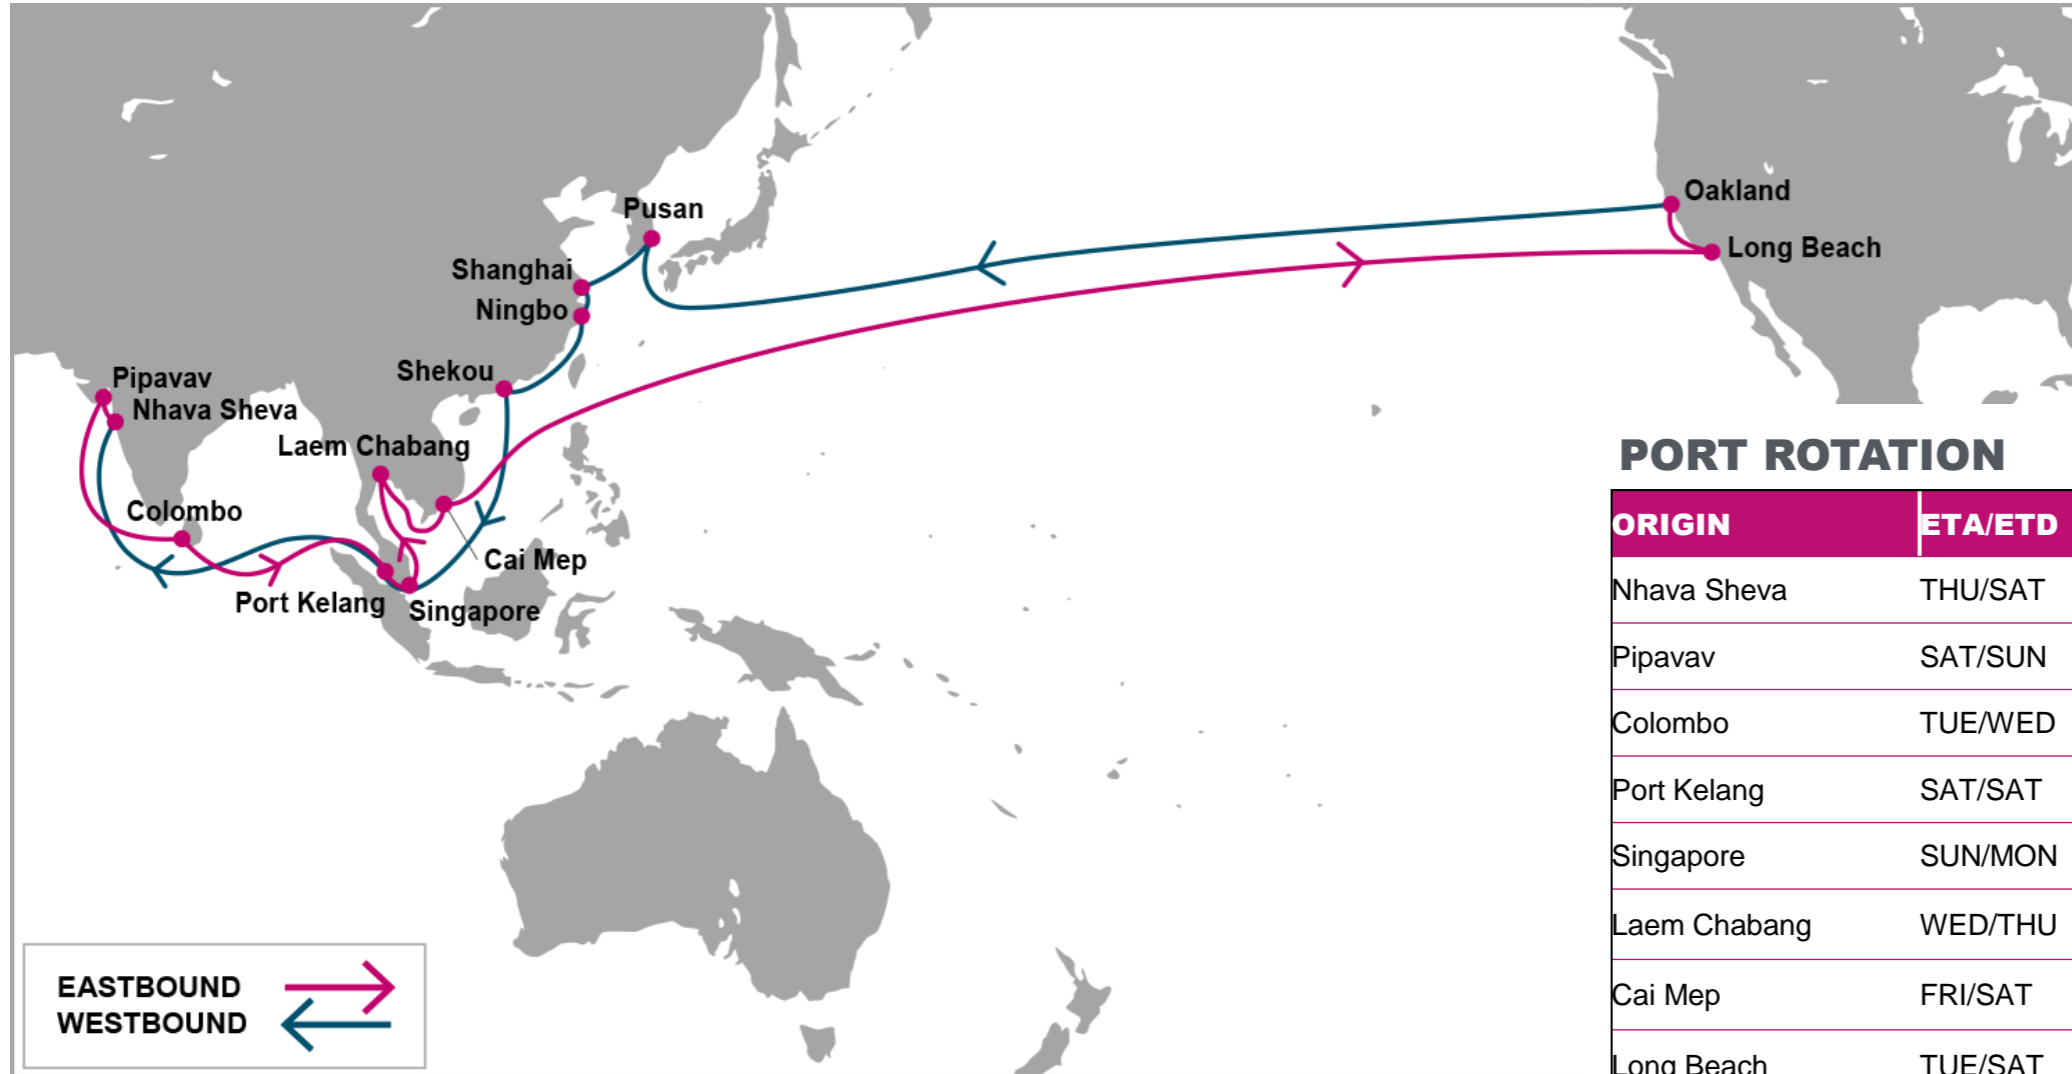 Oakland
Pusan
Long Beach
Shanghai
Ningbo
Shekou
Pipavav
Nhava Sheva
Laem Chabang
Colombo
Cai Mep
Port Kelang
Singapore
EASTBOUND
WESTBOUND
PORT ROTATION
ORIGIN ETA/ETD
Nhava Sheva THU/SAT
Pipavav SAT/SUN
Colombo TUE/WED
Port Kelang SAT/SAT
Singapore SUN/MON
Laem Chabang WED/THU
Cai Mep FRI/SAT
Long Beach TUE/SAT